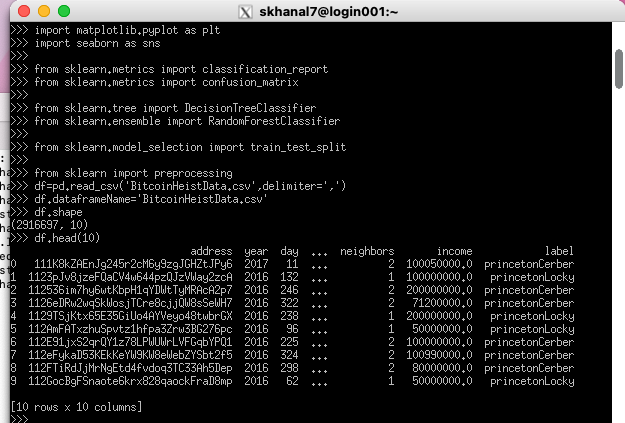 skhanal7@login001:~
>>> import matplotlib.pyplot as plt
>>> import seaborn as sns
>>>
>>> from sklearn.metrics import classification_report
>>> from sklearn.metrics import confusion_matrix
>>>
>>> from sklearn.tree import DecisionTreeClassifier
>>> from sklearn.ensemble import RandomForestClassifier
>>>
>>> from sklearn.model_selection import train_test_split
>>>
>>> from sklearn import preprocessing
>>> df=pd.read_csv('BitcoinHeistData.csv',delimiter=',')
>>> df.dataframeName='BitcoinHeistData.csv'
>>> df.shape
(2916697, 10)
>>> df.head(10)
address year day ... neighbors income label
0 111K8kZAEnJg245r2cM6y9zgJGHZtJPy6 2017 11 ... 2 100050000.0 princetonCerber
1 1123pJv8jzeFQaCV4w644pzQJzVWay2zcA 2016 132 ... 1 100000000.0 princetonLocky
2 112536im7hy6wtKbpH1qYDWtTyMRAcA2p7 2016 246 ... 2 200000000.0 princetonCerber
3 1126eDRw2wqSkWosjTCre8cjjQW8sSeWH7 2016 322 ... 2 71200000.0 princetonCerber
4 1129TSjKtx65E35GiUo4AYVeyo48twbrGX 2016 238 ... 1 200000000.0 princetonLocky
5 112AmFATxzhuSpvtz1hfpa3Zrw3BG276pc 2016 96 ... 1 50000000.0 princetonLocky
6 112E91jxS2qrQY1z78LPWUWrLVFGqbYPQ1 2016 225 ... 2 100000000.0 princetonCerber
7 112eFykaD53KEkKeYW9KW8eWebZYSbt2f5 2016 324 ... 2 100990000.0 princetonCerber
8 112FTiRdJjMrNgEtd4fvdoq3TC33Ah5Dep 2016 298 ... 2 80000000.0 princetonCerber
9 112GocBgFSnaote6krx828qaockFraD8mp 2016 62 ... 1 50000000.0 princetonLocky
[10 rows x 10 columns]
>>>